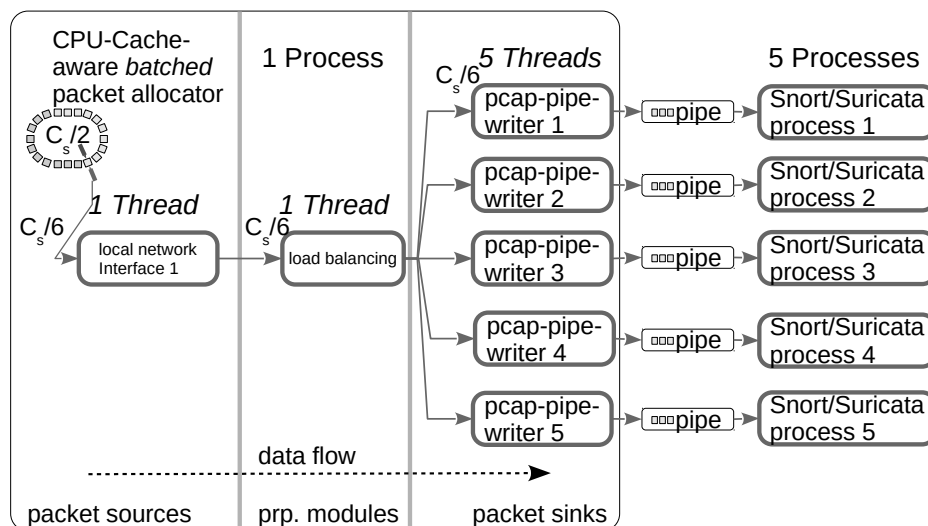 CPU-Cache-
aware batched
packet allocator
C_s/2
1 Process
5 Threads
5 Processes
C_s/6
1 Thread
local network
Interface 1
C_s/6
1 Thread
load balancing
C_s/6
pcap-pipe-
writer 1
pipe
Snort/Suricata
process 1
pcap-pipe-
writer 2
pipe
Snort/Suricata
process 2
pcap-pipe-
writer 3
pipe
Snort/Suricata
process 3
pcap-pipe-
writer 4
pipe
Snort/Suricata
process 4
pcap-pipe-
writer 5
pipe
Snort/Suricata
process 5
data flow
packet sources
prp. modules
packet sinks